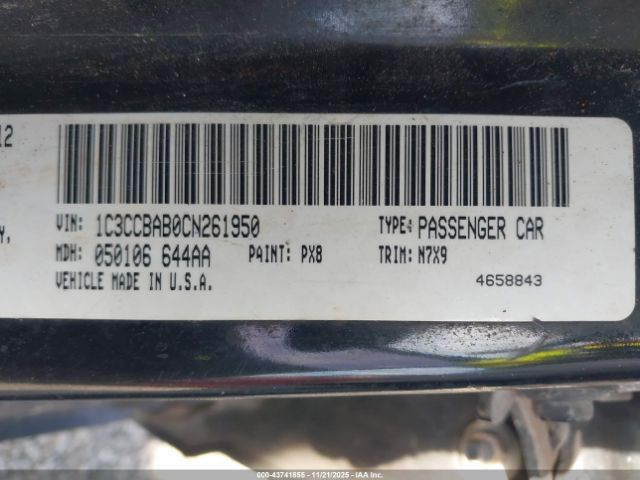 12
VIN: 1C3CCBAB0CN261950 TYPE: PASSENGER CAR
Y,
MDH: 050106 644AA PAINT: PX8 TRIM: N7X9
VEHICLE MADE IN U.S.A. 4658843
000-43741855 - 11/21/2025 - IAA Inc.